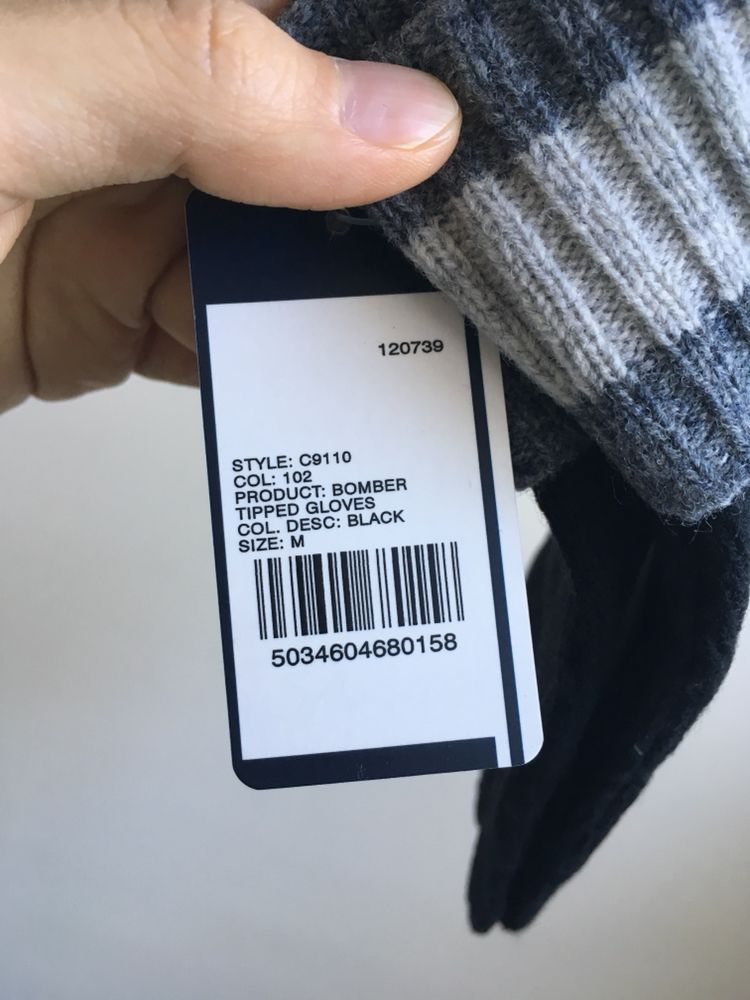 120739
STYLE: C9110
COL: 102
PRODUCT: BOMBER
TIPPED GLOVES
COL. DESC: BLACK
SIZE: M
5034604680158